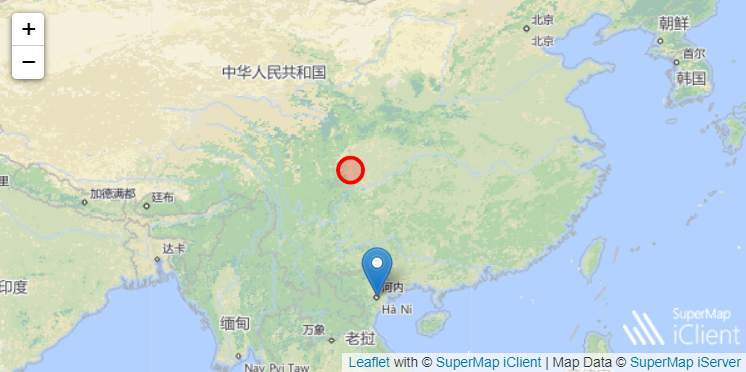 +
−
北京
北京
朝鲜
首尔
韩国
中华人民共和国
里
加德满都
廷布
达卡
印度
缅甸
河内
Hà Nì
万象
老挝
Nay Pyi Taw
SuperMap
iClient
Leaflet with © SuperMap iClient | Map Data © SuperMap iServer